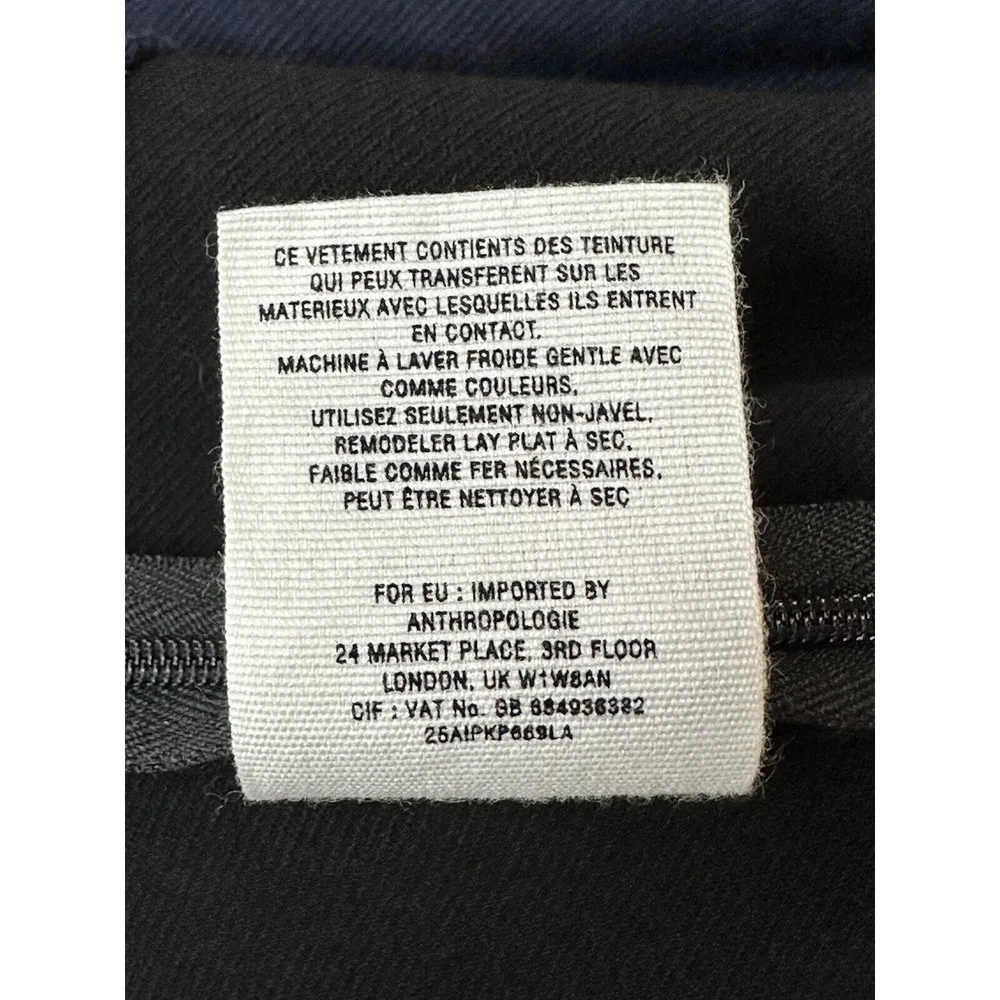 CE VETEMENT CONTIENTS DES TEINTURE
QUI PEUX TRANSFERENT SUR LES
MATERIEUX AVEC LESQUELLES ILS ENTRENT
EN CONTACT.
MACHINE À LAVER FROIDE GENTLE AVEC
COMME COULEURS.
UTILISEZ SEULEMENT NON-JAVEL.
REMODELER LAY PLAT À SEC.
FAIBLE COMME FER NÉCESSAIRES.
PEUT ÊTRE NETTOYER À SEC
FOR EU : IMPORTED BY
ANTHROPOLOGIE
24 MARKET PLACE, 3RD FLOOR
LONDON, UK W1W8AN
CIF : VAT No. GB 684936382
25AIPKP669LA